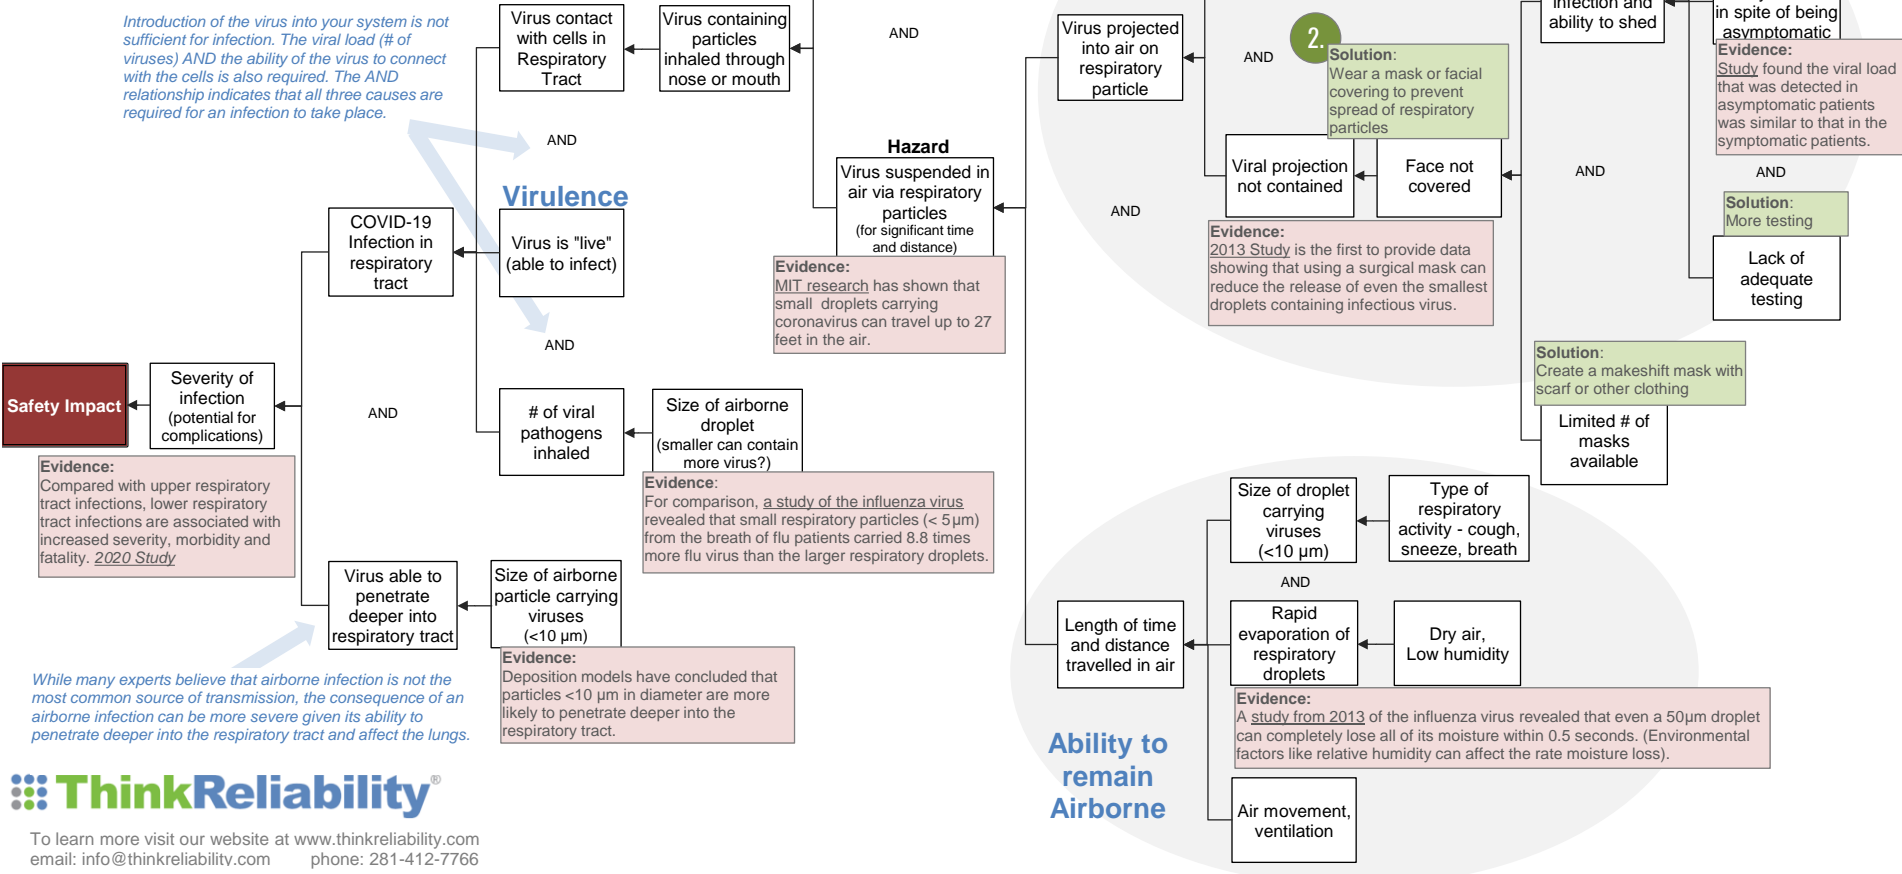 Introduction of the virus into your system is not
sufficient for infection. The viral load (# of
viruses) AND the ability of the virus to connect
with the cells is also required. The AND
relationship indicates that all three causes are
required for an infection to take place.
Virus contact
with cells in
Respiratory
Tract
Virus containing
particles
inhaled through
nose or mouth
AND
Virus projected
into air on
respiratory
particle
AND
2.
Solution:
Wear a mask or facial
covering to prevent
spread of respiratory
particles
infection and
ability to shed
in spite of being
asymptomatic
Evidence:
Study found the viral load
that was detected in
asymptomatic patients
was similar to that in the
symptomatic patients.
AND
Hazard
Virus suspended in
air via respiratory
particles
(for significant time
and distance)
Evidence:
MIT research has shown that
small droplets carrying
coronavirus can travel up to 27
feet in the air.
AND
Viral projection
not contained
Face not
covered
Evidence:
2013 Study is the first to provide data
showing that using a surgical mask can
reduce the release of even the smallest
droplets containing infectious virus.
AND
AND
Solution:
More testing
Lack of
adequate
testing
Virulence
COVID-19
Infection in
respiratory
tract
Virus is "live"
(able to infect)
AND
Solution:
Create a makeshift mask with
scarf or other clothing
Limited # of
masks
available
Safety Impact
Severity of
infection
(potential for
complications)
AND
# of viral
pathogens
inhaled
Size of airborne
droplet
(smaller can contain
more virus?)
Evidence:
Compared with upper respiratory
tract infections, lower respiratory
tract infections are associated with
increased severity, morbidity and
fatality. 2020 Study
Evidence:
For comparison, a study of the influenza virus
revealed that small respiratory particles (< 5µm)
from the breath of flu patients carried 8.8 times
more flu virus than the larger respiratory droplets.
Size of droplet
carrying
viruses
(<10 µm)
Type of
respiratory
activity - cough,
sneeze, breath
AND
Virus able to
penetrate
deeper into
respiratory tract
Size of airborne
particle carrying
viruses
(<10 µm)
Evidence:
Deposition models have concluded that
particles <10 µm in diameter are more
likely to penetrate deeper into the
respiratory tract.
Length of time
and distance
travelled in air
Rapid
evaporation of
respiratory
droplets
Dry air,
Low humidity
Evidence:
A study from 2013 of the influenza virus revealed that even a 50µm droplet
can completely lose all of its moisture within 0.5 seconds. (Environmental
factors like relative humidity can affect the rate moisture loss).
While many experts believe that airborne infection is not the
most common source of transmission, the consequence of an
airborne infection can be more severe given its ability to
penetrate deeper into the respiratory tract and affect the lungs.
Ability to
remain
Airborne
Air movement,
ventilation
ThinkReliability®
To learn more visit our website at www.thinkreliability.com
email: info@thinkreliability.com phone: 281-412-7766